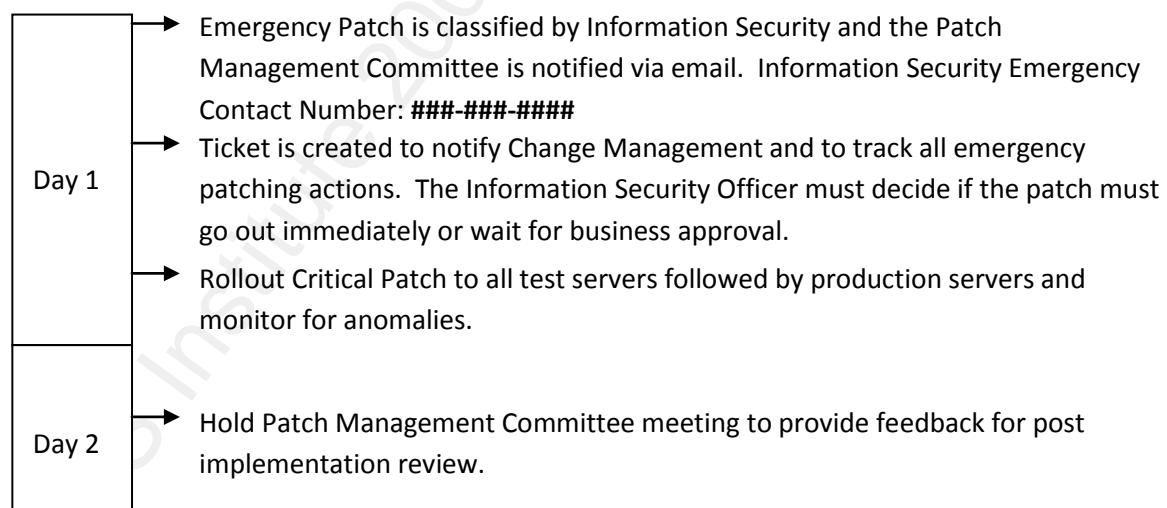 Emergency Patch is classified by Information Security and the Patch
Management Committee is notified via email.  Information Security Emergency
Contact Number: ###-###-####
Day 1
Ticket is created to notify Change Management and to track all emergency
patching actions.  The Information Security Officer must decide if the patch must
go out immediately or wait for business approval.
Rollout Critical Patch to all test servers followed by production servers and
monitor for anomalies.
Day 2
Hold Patch Management Committee meeting to provide feedback for post
implementation review.
Institute 200